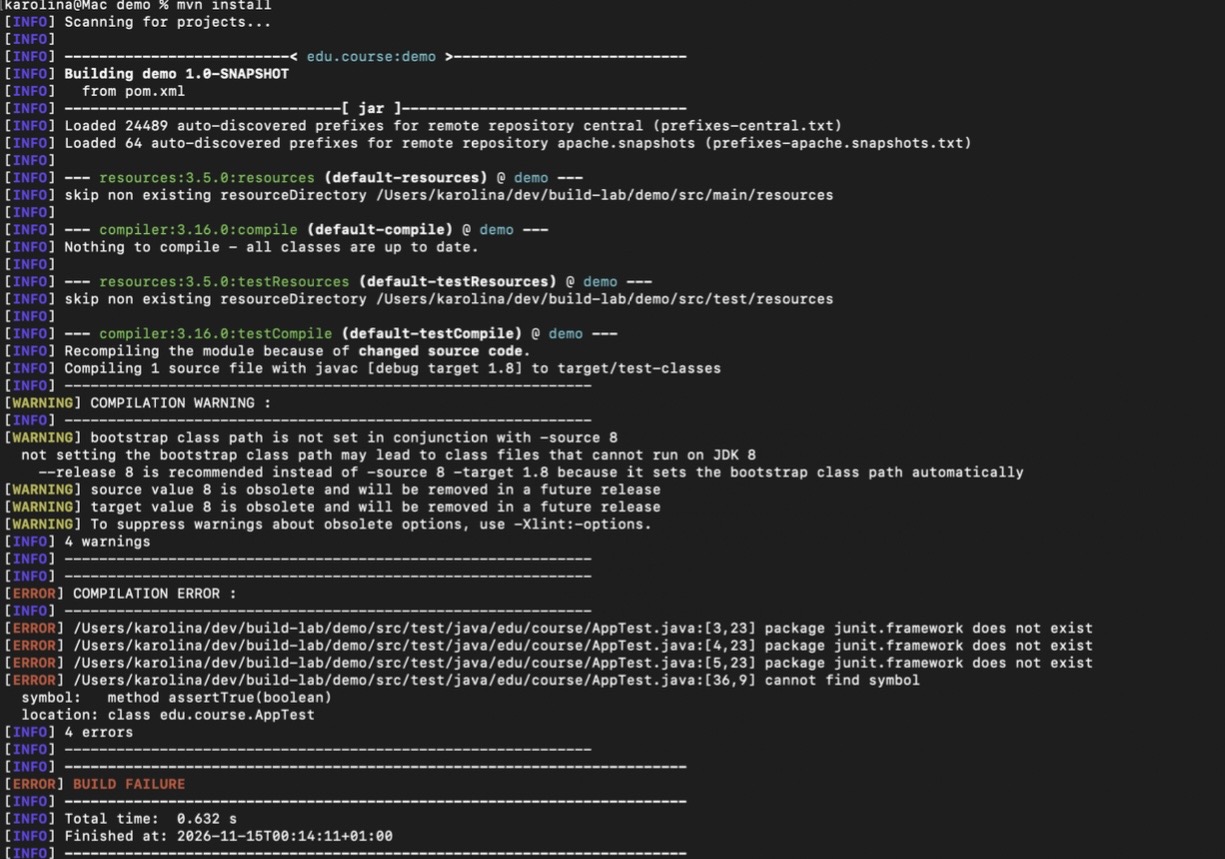 [karolina@Mac demo % mvn install
[INFO] Scanning for projects...
[INFO]
[INFO] --------------------------< edu.course:demo >---------------------------
[INFO] Building demo 1.0-SNAPSHOT
[INFO]   from pom.xml
[INFO] --------------------------------[ jar ]---------------------------------
[INFO] Loaded 24489 auto-discovered prefixes for remote repository central (prefixes-central.txt)
[INFO] Loaded 64 auto-discovered prefixes for remote repository apache.snapshots (prefixes-apache.snapshots.txt)
[INFO]
[INFO] --- resources:3.5.0:resources (default-resources) @ demo ---
[INFO] skip non existing resourceDirectory /Users/karolina/dev/build-lab/demo/src/main/resources
[INFO]
[INFO] --- compiler:3.16.0:compile (default-compile) @ demo ---
[INFO] Nothing to compile - all classes are up to date.
[INFO]
[INFO] --- resources:3.5.0:testResources (default-testResources) @ demo ---
[INFO] skip non existing resourceDirectory /Users/karolina/dev/build-lab/demo/src/test/resources
[INFO]
[INFO] --- compiler:3.16.0:testCompile (default-testCompile) @ demo ---
[INFO] Recompiling the module because of changed source code.
[INFO] Compiling 1 source file with javac [debug target 1.8] to target/test-classes
[INFO] -------------------------------------------------------------
[WARNING] COMPILATION WARNING :
[INFO] -------------------------------------------------------------
[WARNING] bootstrap class path is not set in conjunction with -source 8
  not setting the bootstrap class path may lead to class files that cannot run on JDK 8
    --release 8 is recommended instead of -source 8 -target 1.8 because it sets the bootstrap class path automatically
[WARNING] source value 8 is obsolete and will be removed in a future release
[WARNING] target value 8 is obsolete and will be removed in a future release
[WARNING] To suppress warnings about obsolete options, use -Xlint:-options.
[INFO] 4 warnings
[INFO] -------------------------------------------------------------
[INFO] -------------------------------------------------------------
[ERROR] COMPILATION ERROR :
[INFO] -------------------------------------------------------------
[ERROR] /Users/karolina/dev/build-lab/demo/src/test/java/edu/course/AppTest.java:[3,23] package junit.framework does not exist
[ERROR] /Users/karolina/dev/build-lab/demo/src/test/java/edu/course/AppTest.java:[4,23] package junit.framework does not exist
[ERROR] /Users/karolina/dev/build-lab/demo/src/test/java/edu/course/AppTest.java:[5,23] package junit.framework does not exist
[ERROR] /Users/karolina/dev/build-lab/demo/src/test/java/edu/course/AppTest.java:[36,9] cannot find symbol
  symbol:   method assertTrue(boolean)
  location: class edu.course.AppTest
[INFO] 4 errors
[INFO] -------------------------------------------------------------
[INFO] ------------------------------------------------------------------------
[ERROR] BUILD FAILURE
[INFO] ------------------------------------------------------------------------
[INFO] Total time:  0.632 s
[INFO] Finished at: 2026-11-15T00:14:11+01:00
[INFO] ------------------------------------------------------------------------